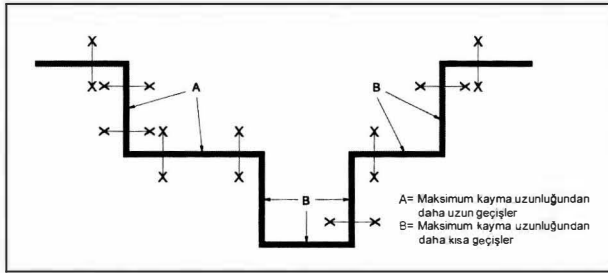 A
B
B
A= Maksimum kayma uzunluğundan
daha uzun geçişler
B= Maksimum kayma uzunluğundan
daha kısa geçişler